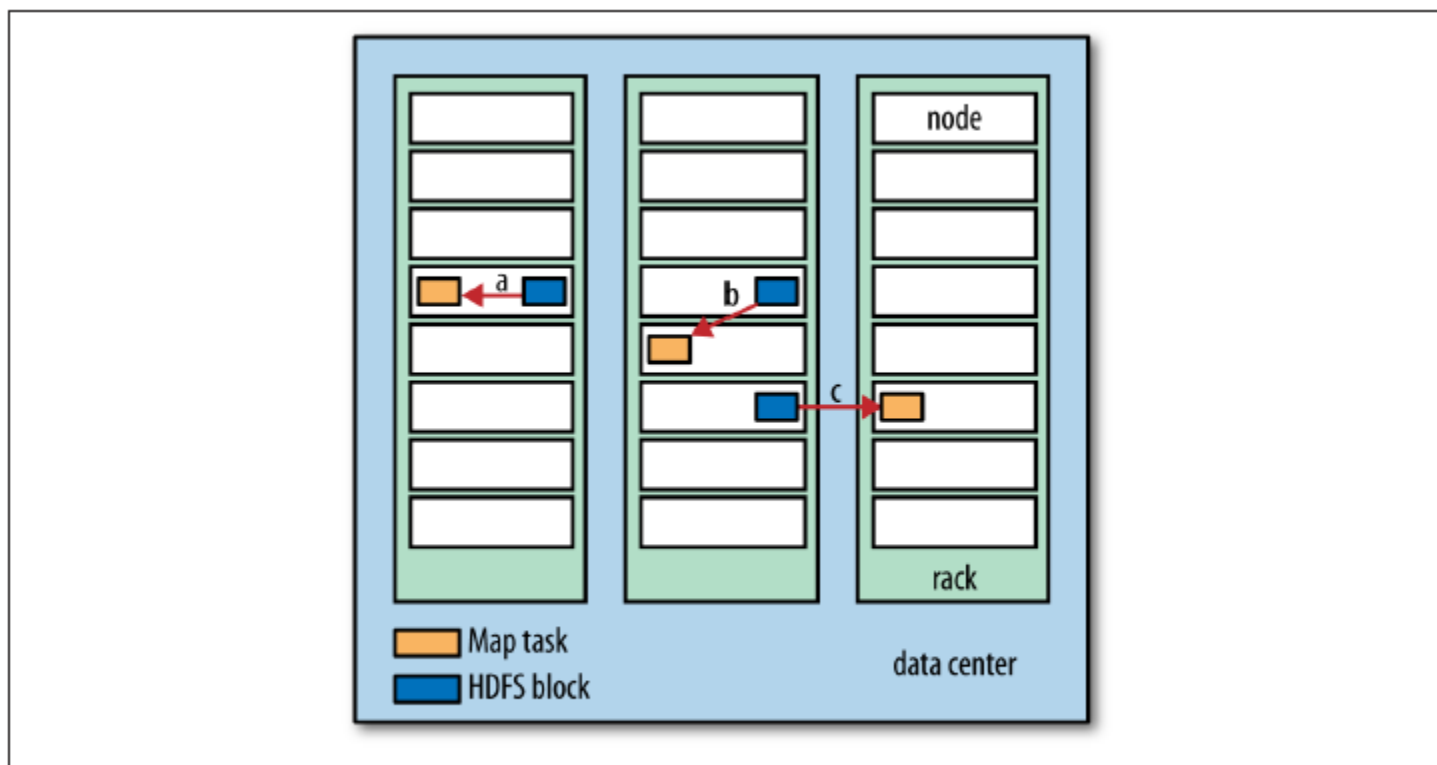 node
a
b
c
rack
Map task
HDFS block
data center